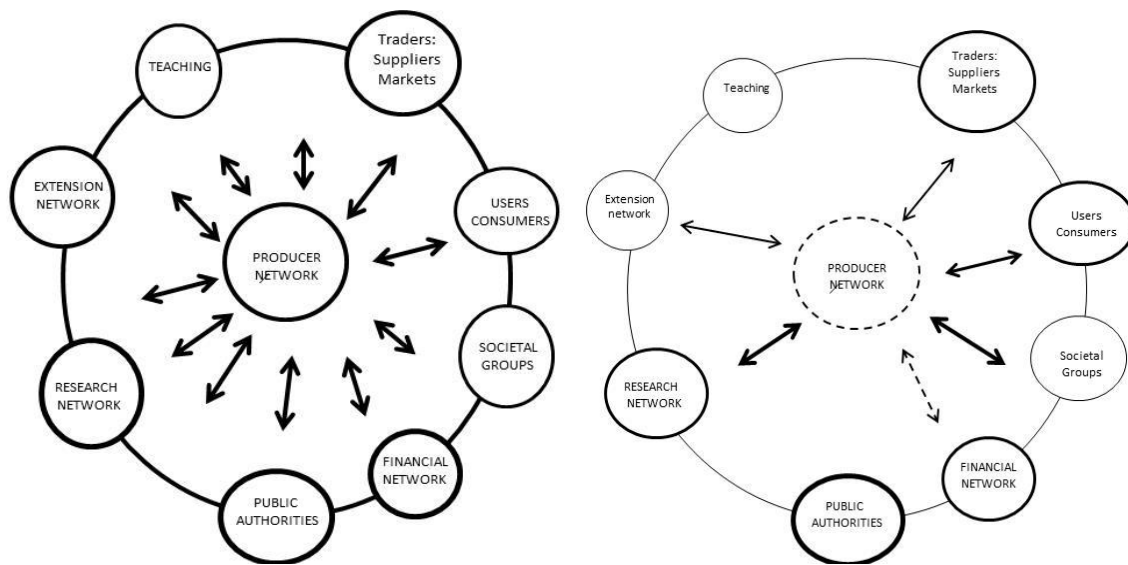 TEACHING
Traders:
Suppliers
Markets
EXTENSION
NETWORK
USERS
CONSUMERS
PRODUCER
NETWORK
SOCIETAL
GROUPS
RESEARCH
NETWORK
FINANCIAL
NETWORK
PUBLIC
AUTHORITIES
Traders:
Suppliers
Markets
Teaching
Extension
network
Users
Consumers
PRODUCER
NETWORK
Societal
Groups
RESEARCH
NETWORK
FINANCIAL
NETWORK
PUBLIC
AUTHORITIES